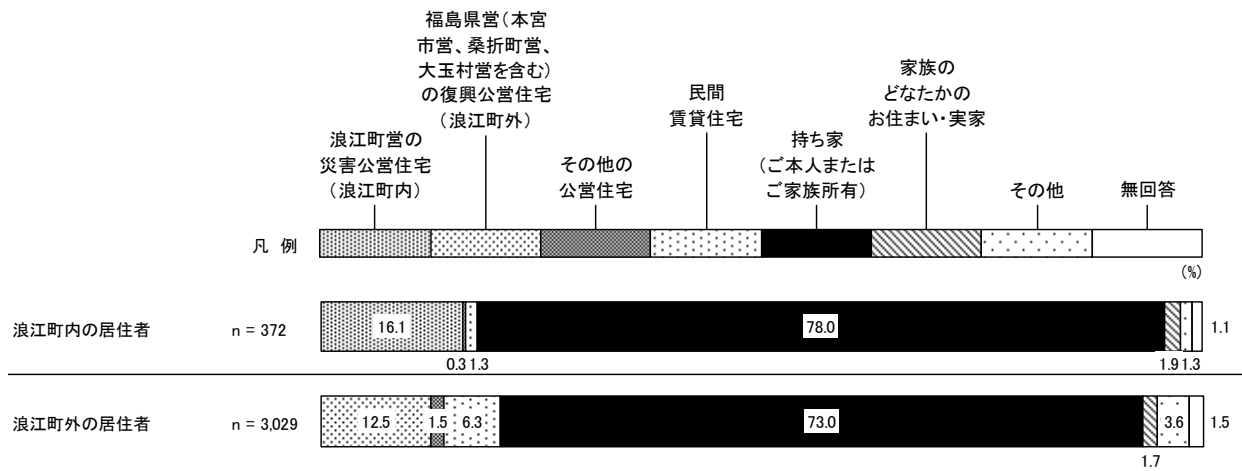 福島県営(本宮
市営、桑折町営、
大玉村営を含む)
の復興公営住宅
(浪江町外)
浪江町営の
災害公営住宅
(浪江町内)
その他の
公営住宅
民間
賃貸住宅
持ち家
(ご本人または
ご家族所有)
家族の
どなたかの
お住まい・実家
その他
無回答
凡 例
(%)
浪江町内の居住者 n = 372 16.1 78.0 1.1
0.3 1.3 1.9 1.3
浪江町外の居住者 n = 3,029 12.5 1.5 6.3 73.0 3.6 1.5
1.7